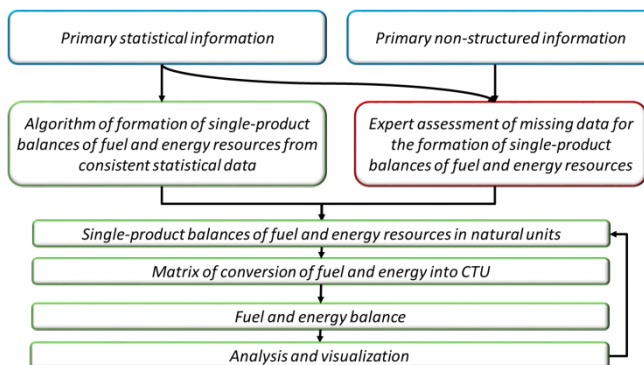 Primary statistical information
Primary non-structured information
Algorithm of formation of single-product
balances of fuel and energy resources from
consistent statistical data
Expert assessment of missing data for
the formation of single-product
balances of fuel and energy resources
Single-product balances of fuel and energy resources in natural units
Matrix of conversion of fuel and energy into CTU
Fuel and energy balance
Analysis and visualization